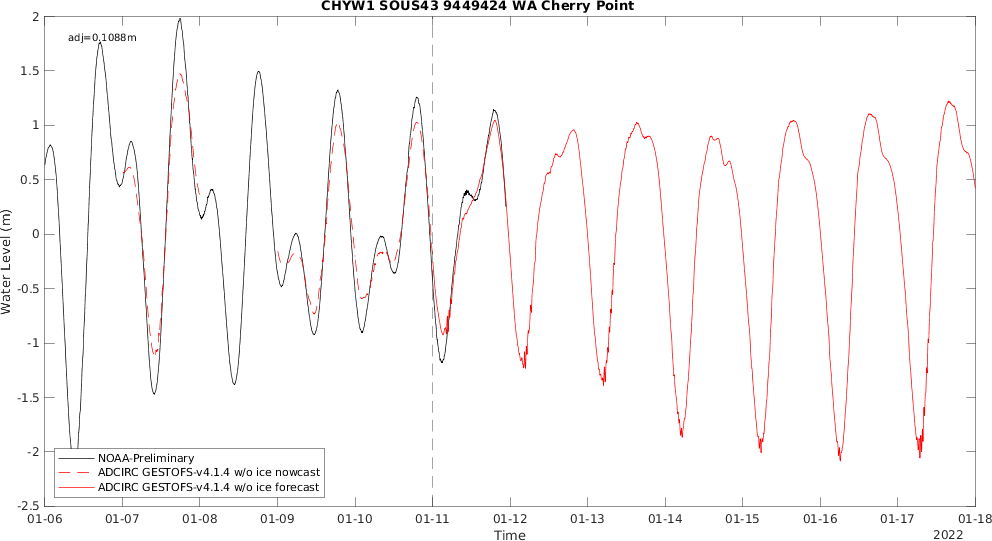 CHYW1 SOUS43 9449424 WA Cherry Point
adj=0.1088m
Water Level (m)
2
1.5
1
0.5
0
-0.5
-1
-1.5
-2
-2.5
NOAA-Preliminary
ADCIRC GESTOFS-v4.1.4 w/o ice nowcast
ADCIRC GESTOFS-v4.1.4 w/o ice forecast
01-06 01-07 01-08 01-09 01-10 01-11 01-12 01-13 01-14 01-15 01-16 01-17 01-18
Time
2022